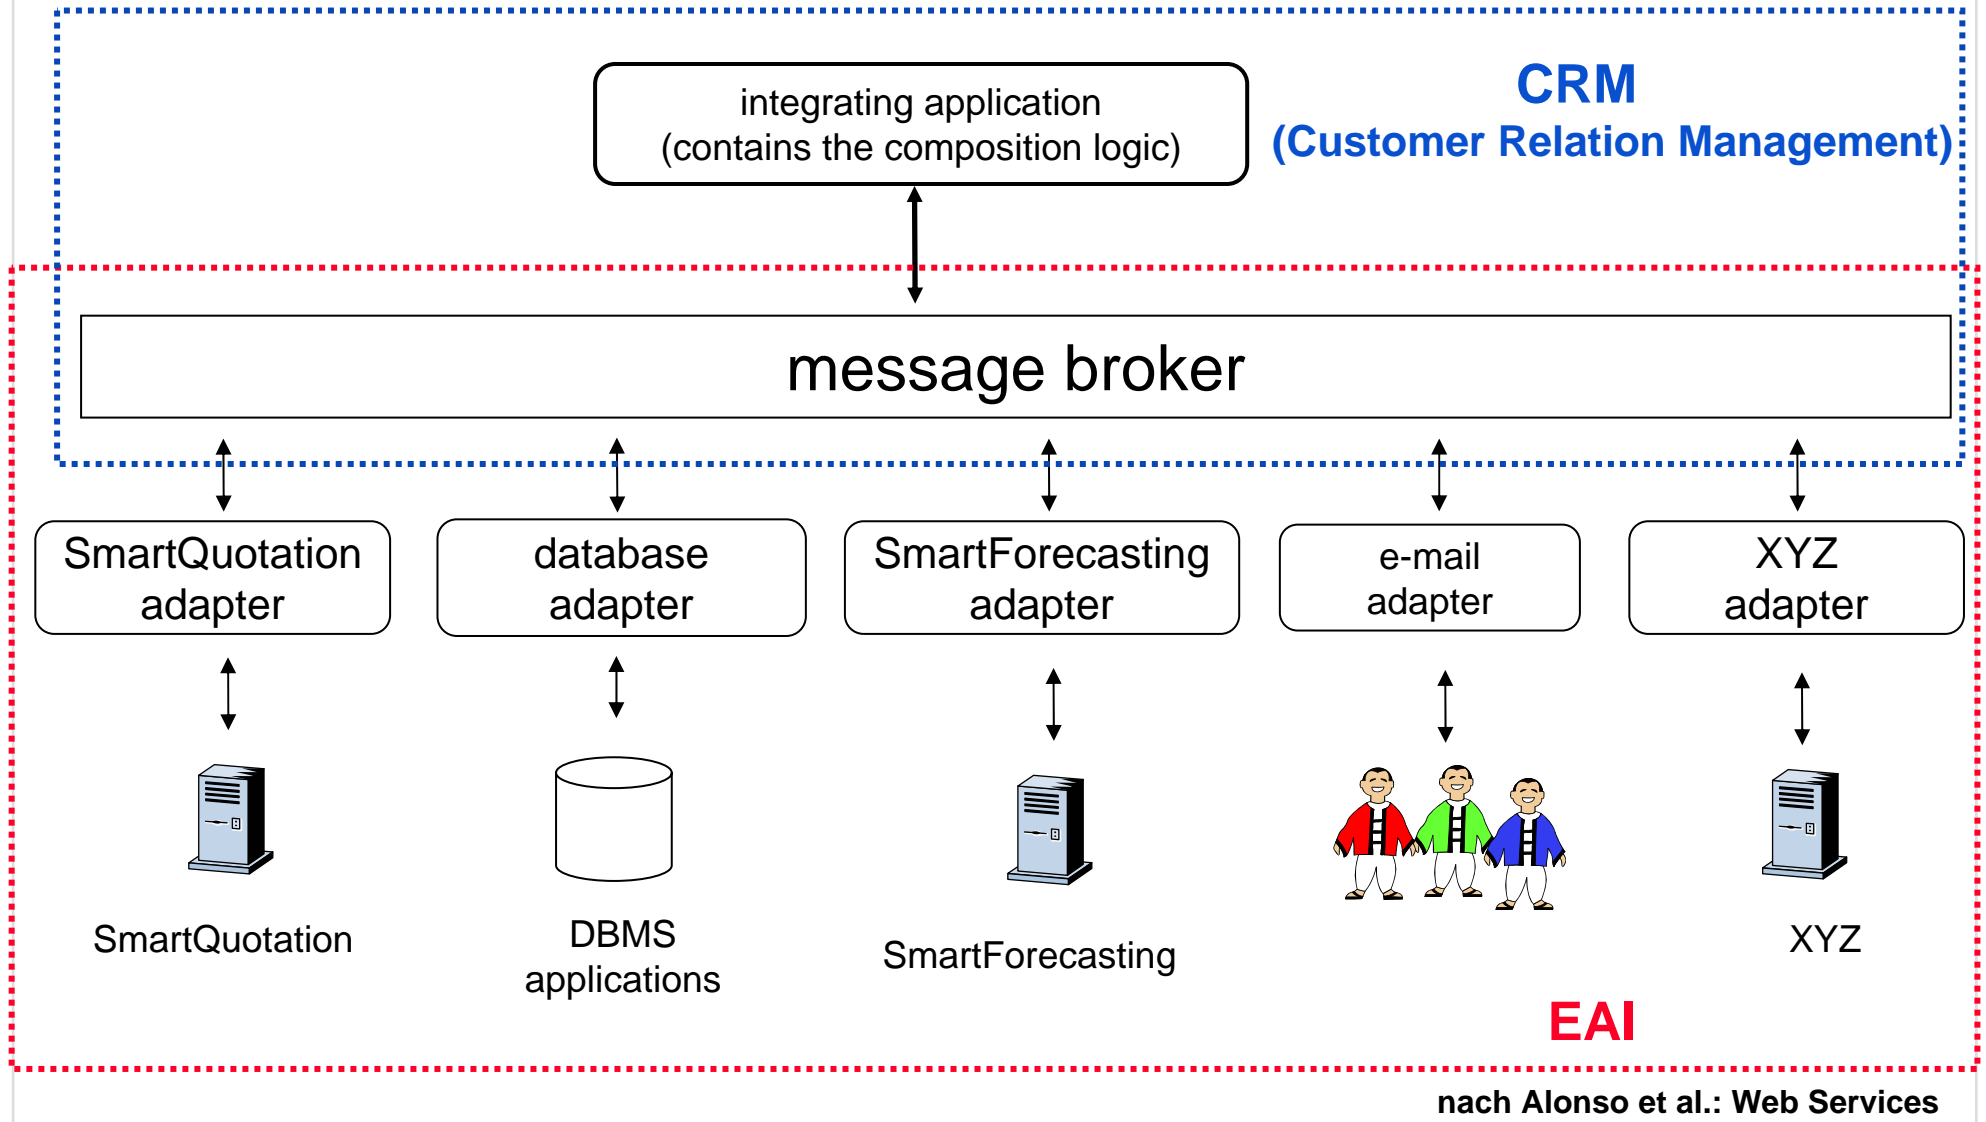 CRM
(Customer Relation Management)
integrating application
(contains the composition logic)
message broker
SmartQuotation
adapter
database
adapter
SmartForecasting
adapter
e-mail
adapter
XYZ
adapter
SmartQuotation
DBMS
applications
SmartForecasting
XYZ
EAI
nach Alonso et al.: Web Services